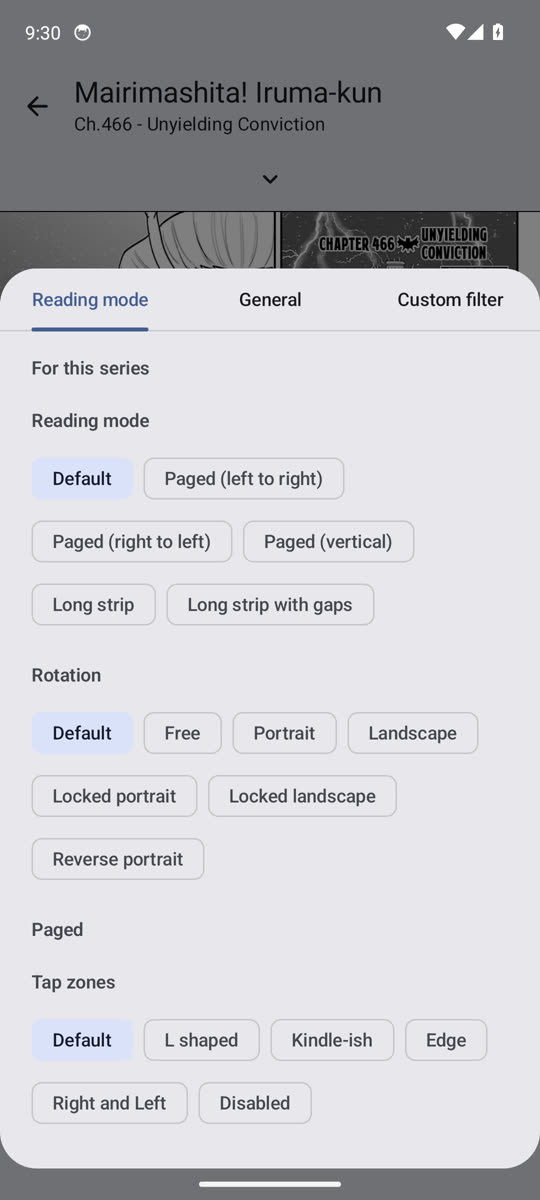 9:30
Mairimashita! Iruma-kun
Ch.466 - Unyielding Conviction
CHAPTER 466 UNYIELDING
CONVICTION
Reading mode General Custom filter
For this series
Reading mode
Default Paged (left to right)
Paged (right to left) Paged (vertical)
Long strip Long strip with gaps
Rotation
Default Free Portrait Landscape
Locked portrait Locked landscape
Reverse portrait
Paged
Tap zones
Default L shaped Kindle-ish Edge
Right and Left Disabled